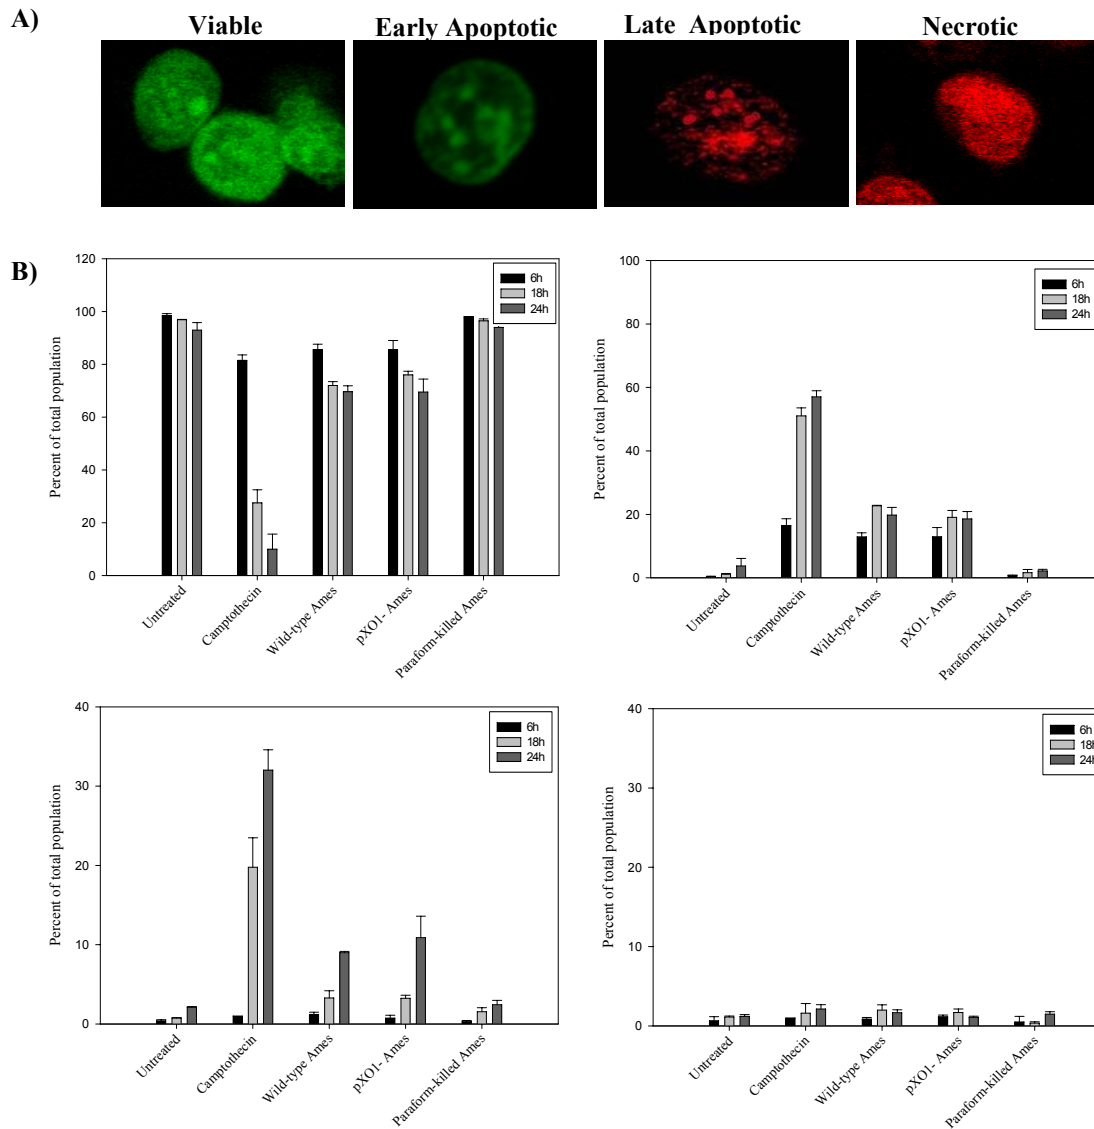 A)
Viable
Early Apoptotic
Late Apoptotic
Necrotic
B)
120
100
80
60
40
20
0
Percent of total population
6h
18h
24h
Untreated
Camptothecin
Wild-type Ames
pXO1- Ames
Paraform-killed Ames
100
80
60
40
20
0
Percent of total population
6h
18h
24h
Untreated
Camptothecin
Wild-type Ames
pXO1- Ames
Paraform-killed Ames
40
30
20
10
0
Percent of total population
6h
18h
24h
Untreated
Camptothecin
Wild-type Ames
pXO1- Ames
Paraform-killed Ames
40
30
20
10
0
Percent of total population
6h
18h
24h
Untreated
Camptothecin
Wild-type Ames
pXO1- Ames
Paraform-killed Ames